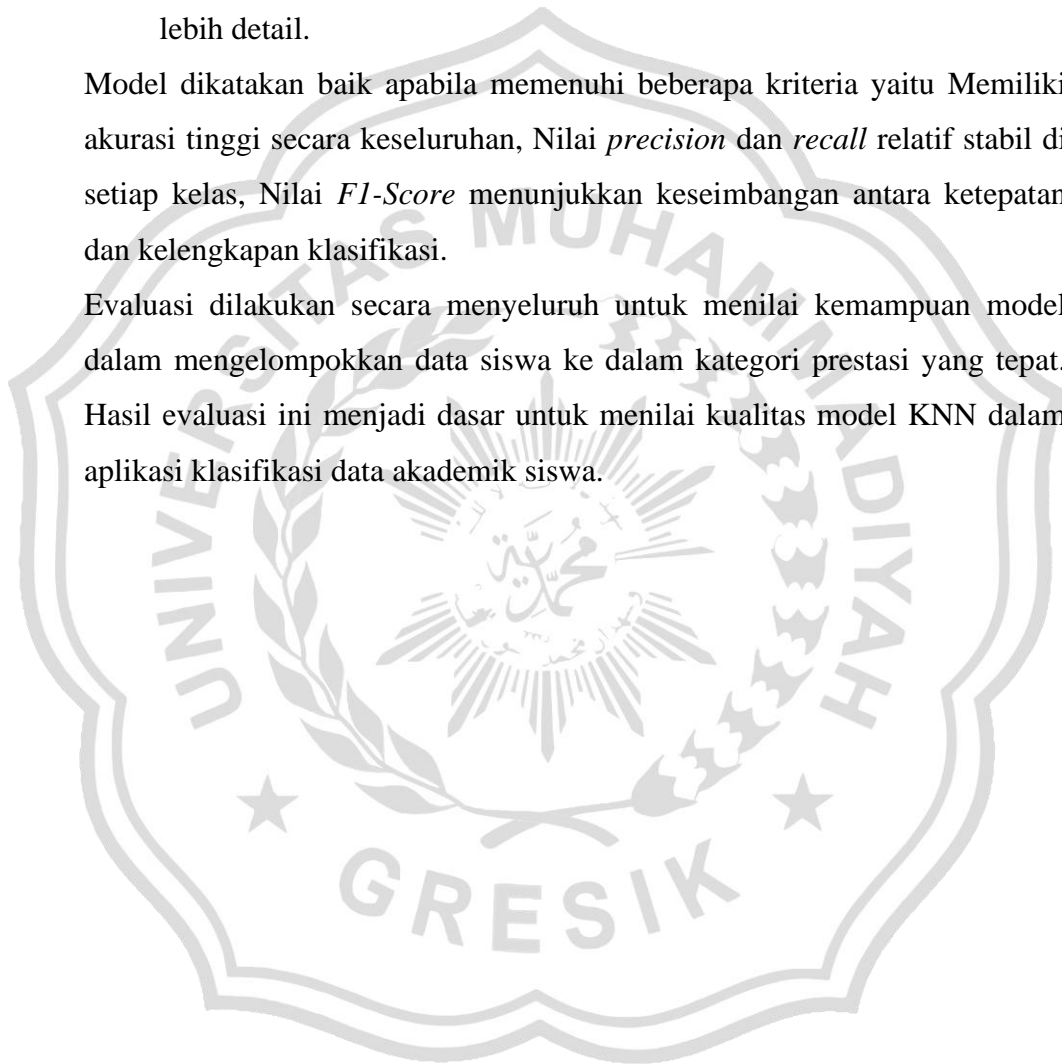 lebih detail.
Model dikatakan baik apabila memenuhi beberapa kriteria yaitu Memiliki
akurasi tinggi secara keseluruhan, Nilai precision dan recall relatif stabil di
setiap kelas, Nilai F1-Score menunjukkan keseimbangan antara ketepatan
dan kelengkapan klasifikasi.
Evaluasi dilakukan secara menyeluruh untuk menilai kemampuan model
dalam mengelompokkan data siswa ke dalam kategori prestasi yang tepat.
Hasil evaluasi ini menjadi dasar untuk menilai kualitas model KNN dalam
aplikasi klasifikasi data akademik siswa.
UNIVERSITAS MUHAMMADIYAH
GRESIK